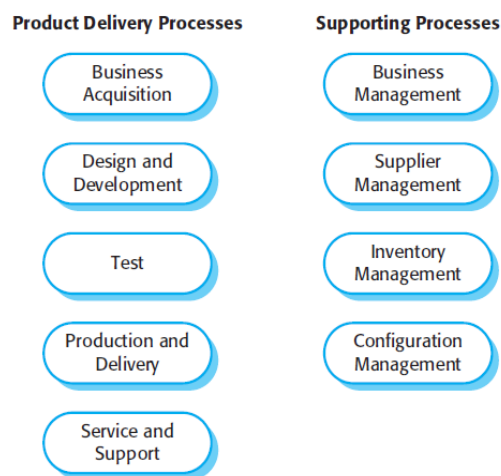 Product Delivery Processes
Business
Acquisition
Design and
Development
Test
Production and
Delivery
Service and
Support
Supporting Processes
Business
Management
Supplier
Management
Inventory
Management
Configuration
Management